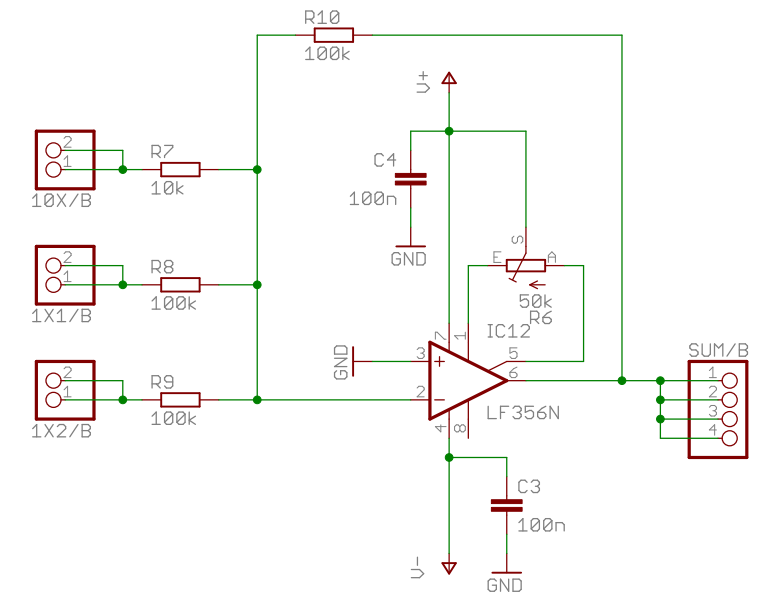 R10
100k
V+
2
1
10X/B
R7
10k
C4
100n
GND
S
E
A
50k
R6
2
1
1X1/B
R8
100k
IC12
7
1
GND
3
+
5
6
2
-
LF356N
4
8
2
1
1X2/B
R9
100k
SUM/B
1
2
3
4
C3
100n
V-
GND